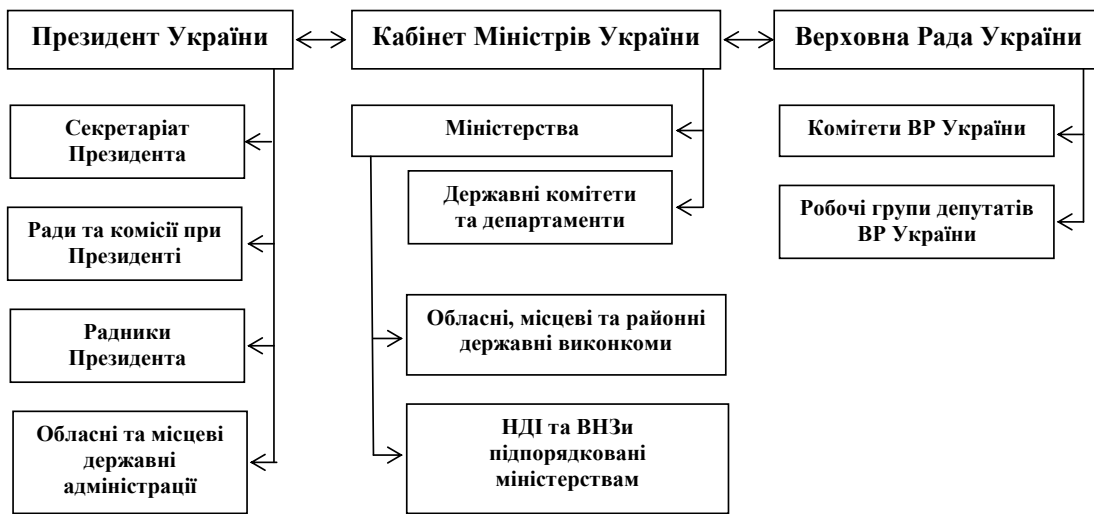 Президент України
Кабінет Міністрів України
Верховна Рада України
Секретаріат
Президента
Ради та комісії при
Президенті
Радники
Президента
Обласні та місцеві
державні
адміністрації
Міністерства
Державні комітети
та департаменти
Обласні, місцеві та районні
державні виконкоми
НДІ та ВНЗи
підпорядковані
міністерствам
Комітети ВР України
Робочі групи депутатів
ВР України